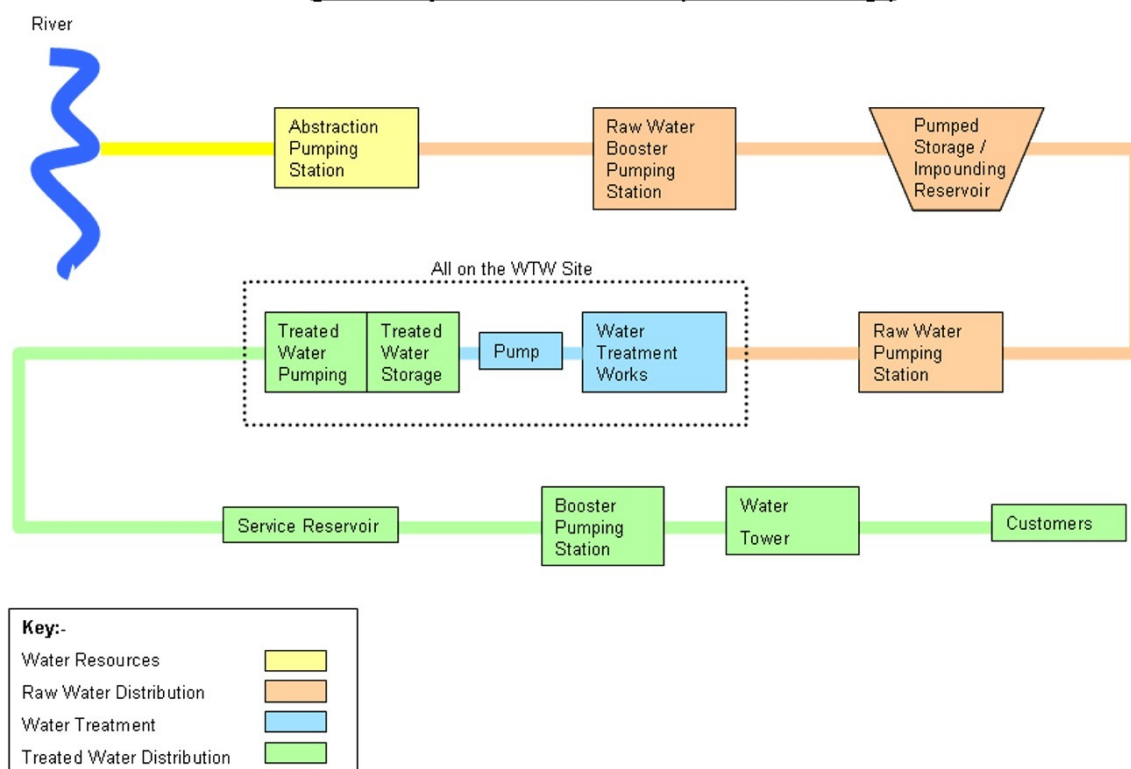 River
Abstraction
Pumping
Station
Raw Water
Booster
Pumping
Station
Pumped
Storage /
Impounding
Reservoir
All on the WTW Site
Treated
Water
Pumping
Treated
Water
Storage
Pump
Water
Treatment
Works
Raw Water
Pumping
Station
Service Reservoir
Booster
Pumping
Station
Water
Tower
Customers
Key:-
Water Resources
Raw Water Distribution
Water Treatment
Treated Water Distribution